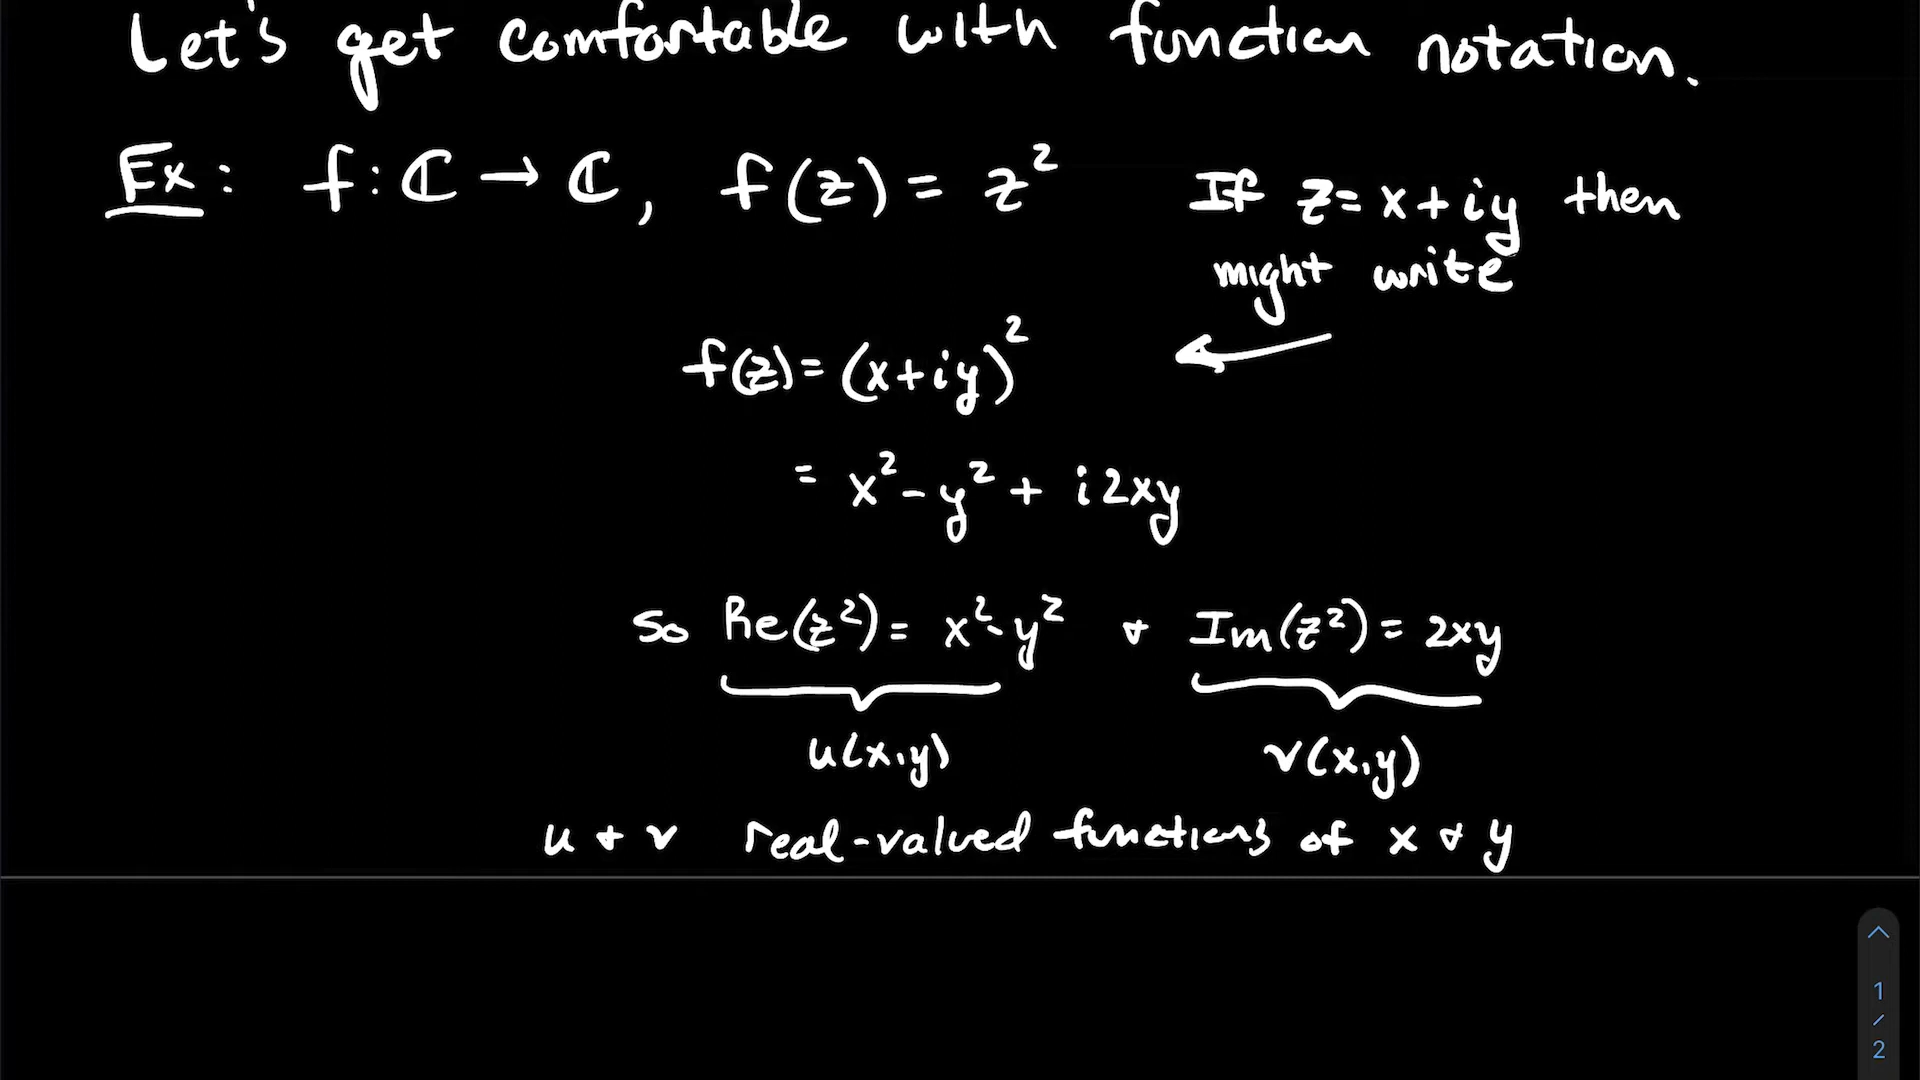 Let's get comfortable with function notation.
Ex: f: ℂ → ℂ, f(z) = z² If z = x + iy then
might write
f(z) = (x+iy)²
= x² - y² + i2xy
So Re(z²) = x² - y² & Im(z²) = 2xy
u(x,y) v(x,y)
u & v real-valued functions of x & y
1
/
2